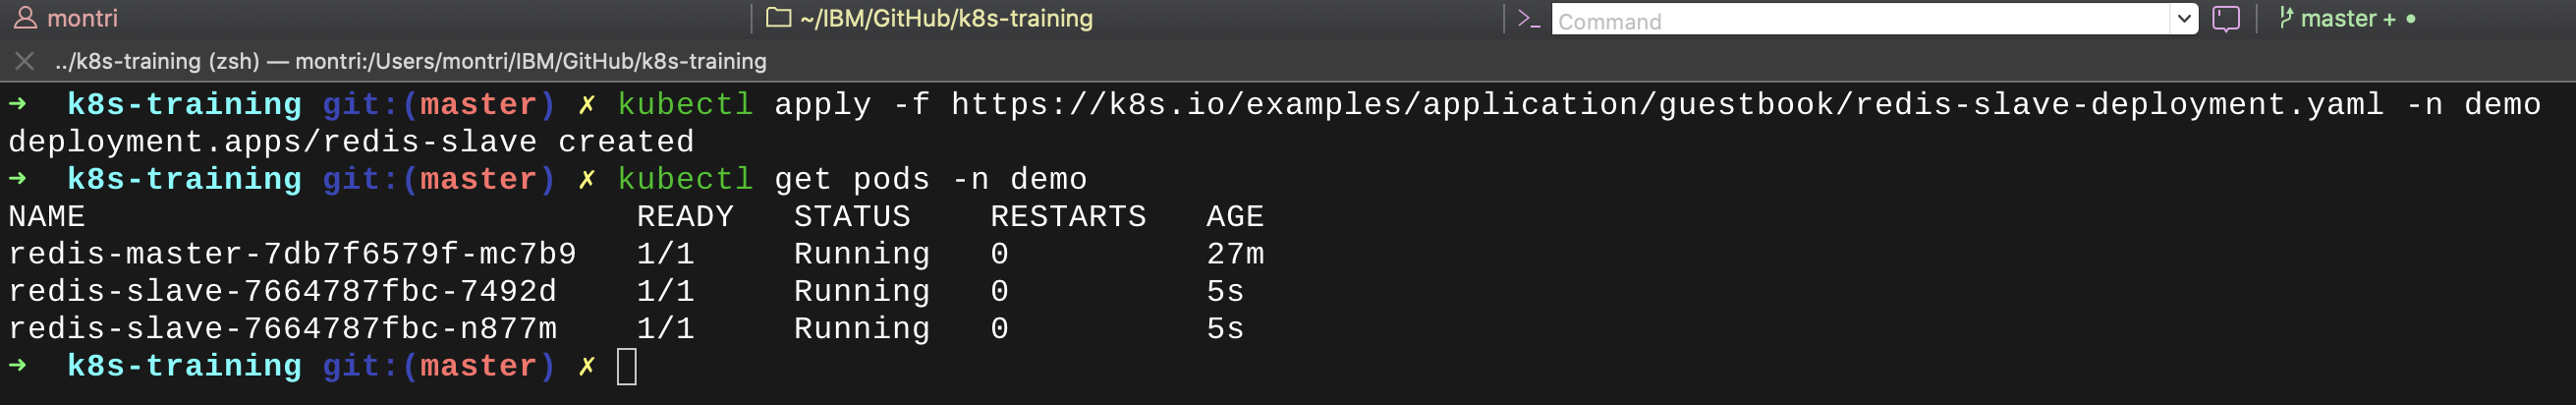 montri ~/IBM/GitHub/k8s-training >_ Command master + •
../k8s-training (zsh) — montri:/Users/montri/IBM/GitHub/k8s-training
➜ k8s-training git:(master) ✗ kubectl apply -f https://k8s.io/examples/application/guestbook/redis-slave-deployment.yaml -n demo
deployment.apps/redis-slave created
➜ k8s-training git:(master) ✗ kubectl get pods -n demo
NAME READY STATUS RESTARTS AGE
redis-master-7db7f6579f-mc7b9 1/1 Running 0 27m
redis-slave-7664787fbc-7492d 1/1 Running 0 5s
redis-slave-7664787fbc-n877m 1/1 Running 0 5s
➜ k8s-training git:(master) ✗